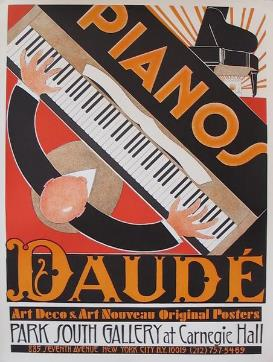 PIANOS
DAUDÉ
Art Deco & Art Nouveau Original Posters
PARK SOUTH GALLERY at Carnegie Hall
885 SEVENTH AVENUE NEW YORK CITY N.Y. 10019 (212) 757-5469